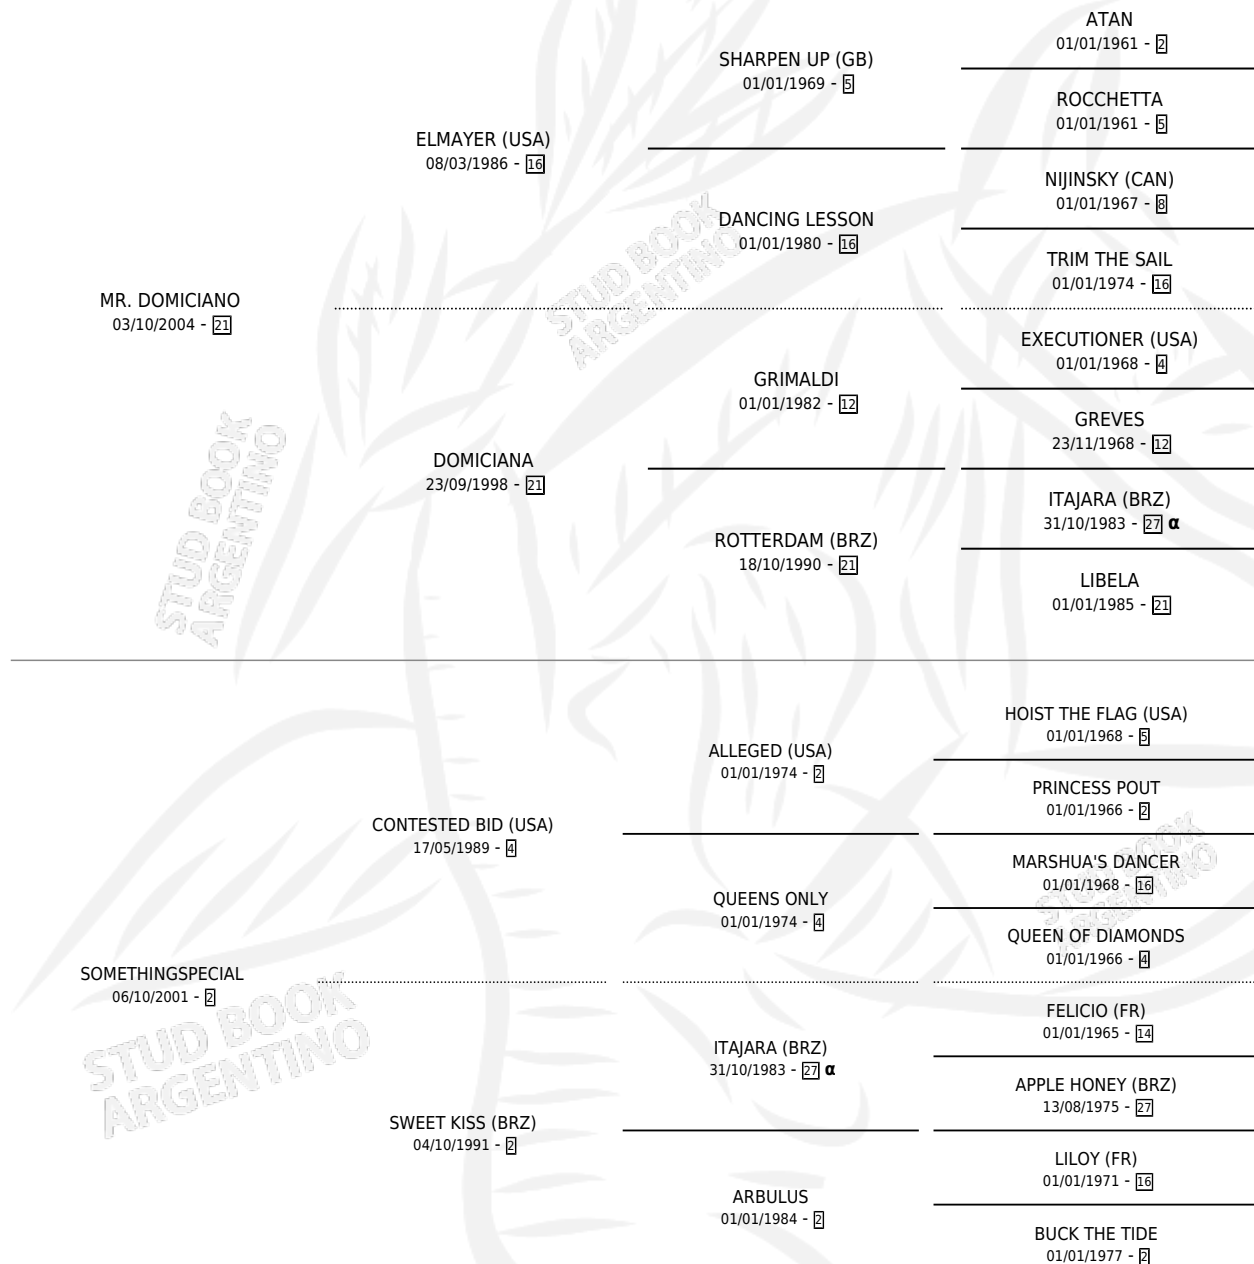 ATAN
01/01/1961 - 2
SHARPEN UP (GB)
01/01/1969 - 5
ROCCHETTA
01/01/1961 - 5
ELMAYER (USA)
08/03/1986 - 16
NIJINSKY (CAN)
01/01/1967 - 8
DANCING LESSON
01/01/1980 - 16
TRIM THE SAIL
01/01/1974 - 16
MR. DOMICIANO
03/10/2004 - 21
EXECUTIONER (USA)
01/01/1968 - 4
GRIMALDI
01/01/1982 - 12
GREVES
23/11/1968 - 12
DOMICIANA
23/09/1998 - 21
ITAJARA (BRZ)
31/10/1983 - 27 α
ROTTERDAM (BRZ)
18/10/1990 - 21
LIBELA
01/01/1985 - 21
STUD BOOK
ARGENTINO
STUD BOOK
ARGENTINO
HOIST THE FLAG (USA)
01/01/1968 - 5
ALLEGED (USA)
01/01/1974 - 2
PRINCESS POUT
01/01/1966 - 2
CONTESTED BID (USA)
17/05/1989 - 4
MARSHUA'S DANCER
01/01/1968 - 16
QUEENS ONLY
01/01/1974 - 4
QUEEN OF DIAMONDS
01/01/1966 - 4
SOMETHINGSPECIAL
06/10/2001 - 2
FELICIO (FR)
01/01/1965 - 14
ITAJARA (BRZ)
31/10/1983 - 27 α
APPLE HONEY (BRZ)
13/08/1975 - 27
SWEET KISS (BRZ)
04/10/1991 - 2
LILOY (FR)
01/01/1971 - 16
ARBULUS
01/01/1984 - 2
BUCK THE TIDE
01/01/1977 - 2
STUD BOOK
ARGENTINO
STUD BOOK
ARGENTINO